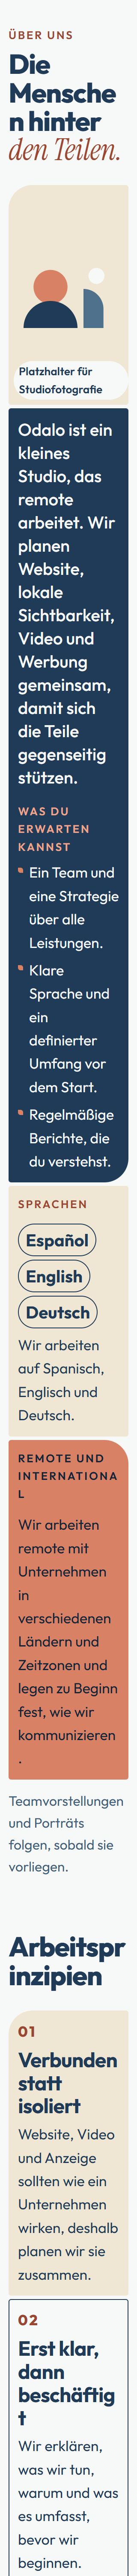 ÜBER UNS
Die
Mensche
n hinter
den Teilen.
Platzhalter für
Studiofotografie
Odalo ist ein
kleines
Studio, das
remote
arbeitet. Wir
planen
Website,
lokale
Sichtbarkeit,
Video und
Werbung
gemeinsam,
damit sich
die Teile
gegenseitig
stützen.
WAS DU
ERWARTEN
KANNST
Ein Team und
eine Strategie
über alle
Leistungen.
Klare
Sprache und
ein
definierter
Umfang vor
dem Start.
Regelmäßige
Berichte, die
du verstehst.
SPRACHEN
Español
English
Deutsch
Wir arbeiten
auf Spanisch,
Englisch und
Deutsch.
REMOTE UND
INTERNATIONA
L
Wir arbeiten
remote mit
Unternehmen
in
verschiedenen
Ländern und
Zeitzonen und
legen zu Beginn
fest, wie wir
kommunizieren
.
Teamvorstellungen
und Porträts
folgen, sobald sie
vorliegen.
Arbeitspr
inzipien
01
Verbunden
statt
isoliert
Website, Video
und Anzeige
sollten wie ein
Unternehmen
wirken, deshalb
planen wir sie
zusammen.
02
Erst klar,
dann
beschäftig
t
Wir erklären,
was wir tun,
warum und was
es umfasst,
bevor wir
beginnen.